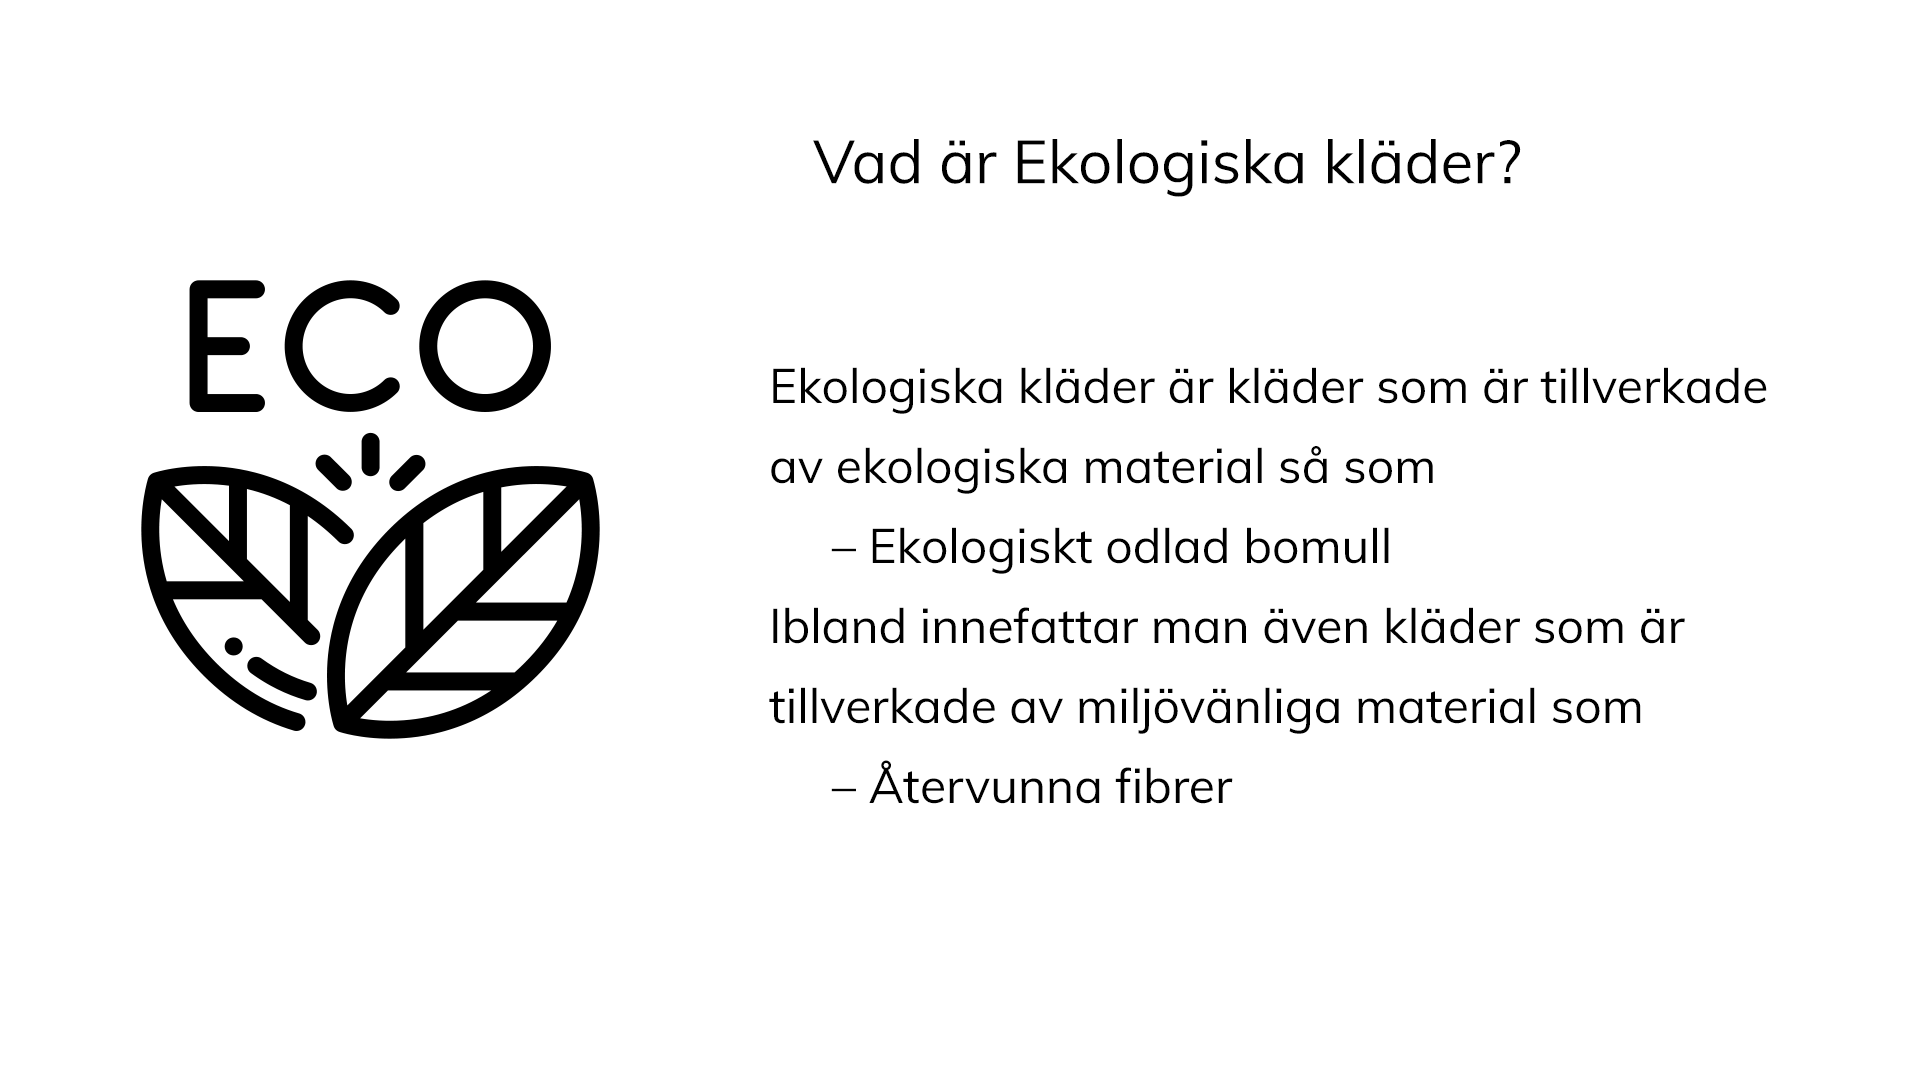 Vad är Ekologiska kläder?
ECO
Ekologiska kläder är kläder som är tillverkade
av ekologiska material så som
– Ekologiskt odlad bomull
Ibland innefattar man även kläder som är
tillverkade av miljövänliga material som
– Återvunna fibrer